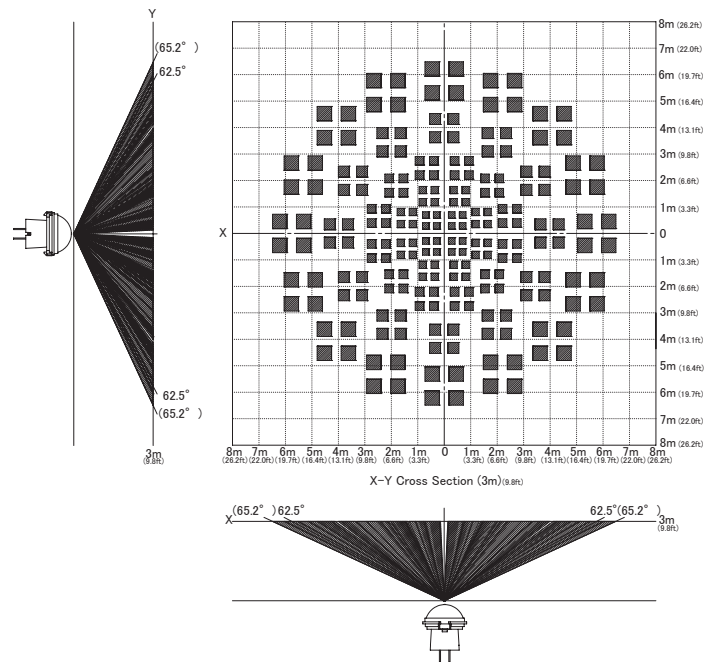 Y
(65.2° )
62.5°
62.5°
(65.2° )
3m
(9.8ft)
8m (26.2ft)
7m (22.0ft)
6m (19.7ft)
5m (16.4ft)
4m (13.1ft)
3m (9.8ft)
2m (6.6ft)
1m (3.3ft)
X 0
1m (3.3ft)
2m (6.6ft)
3m (9.8ft)
4m (13.1ft)
5m (16.4ft)
6m (19.7ft)
7m (22.0ft)
8m (26.2ft)
8m 7m 6m 5m 4m 3m 2m 1m 0 1m 2m 3m 4m 5m 6m 7m 8m
(26.2ft) (22.0ft) (19.7ft) (16.4ft) (13.1ft) (9.8ft) (6.6ft) (3.3ft) (3.3ft) (6.6ft) (9.8ft) (13.1ft) (16.4ft) (19.7ft) (22.0ft) (26.2ft)
X-Y Cross Section (3m)(9.8ft)
(65.2° ) 62.5° 62.5° (65.2° )
X 3m
(9.8ft)